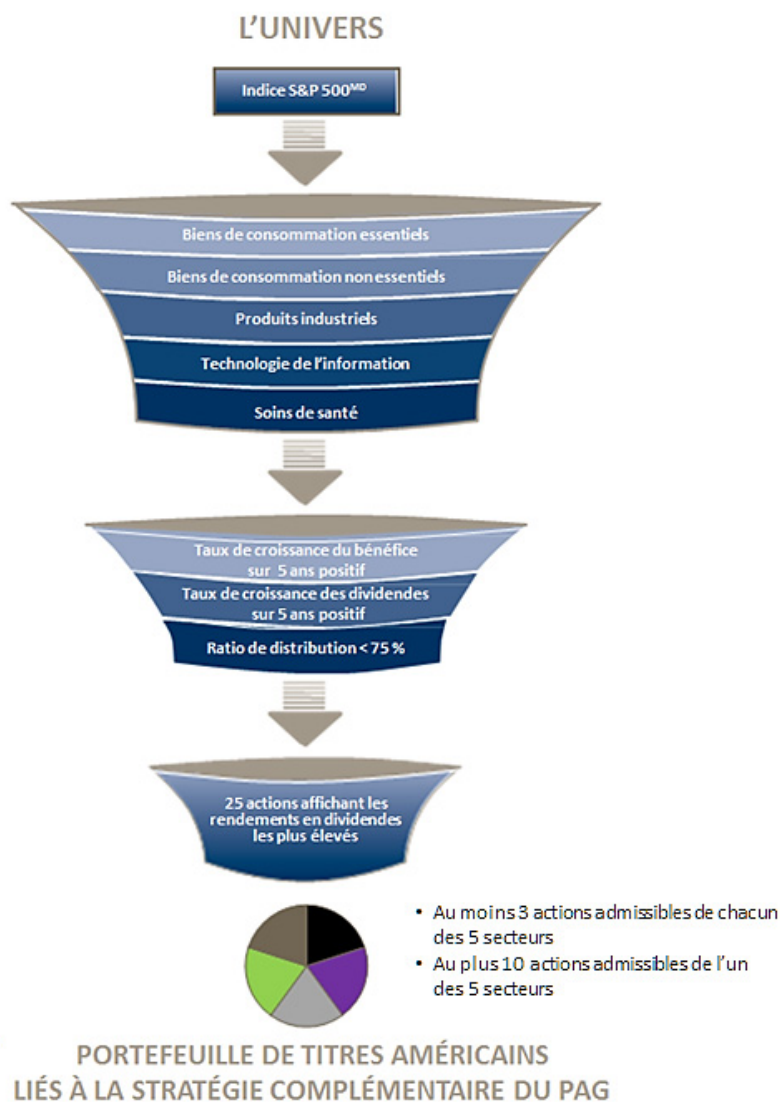 L'UNIVERS
Indice S&P 500MD
Biens de consommation essentiels
Biens de consommation non essentiels
Produits industriels
Technologie de l'information
Soins de santé
Taux de croissance du bénéfice
sur 5 ans positif
Taux de croissance des dividendes
sur 5 ans positif
Ratio de distribution < 75 %
25 actions affichant les
rendements en dividendes
les plus élevés
• Au moins 3 actions admissibles de chacun
des 5 secteurs
• Au plus 10 actions admissibles de l'un
des 5 secteurs
PORTEFEUILLE DE TITRES AMÉRICAINS
LIÉS À LA STRATÉGIE COMPLÉMENTAIRE DU PAG